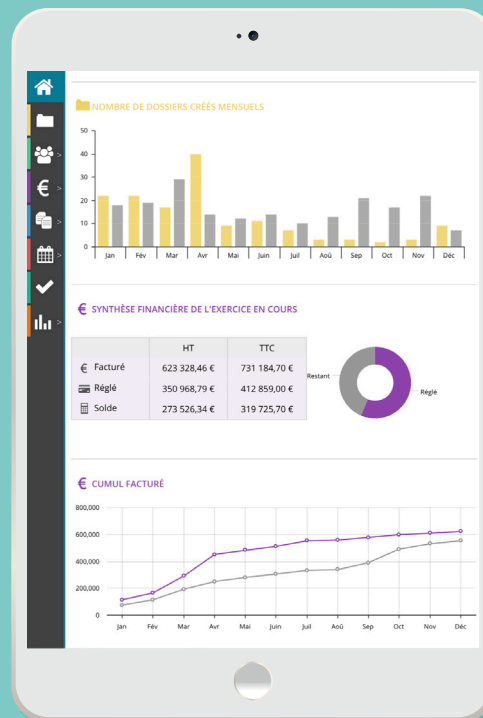 NOMBRE DE DOSSIERS CRÉÉS MENSUELS
50
40
30
20
10
0
Jan Fév Mar Avr Mai Juin Juil Aoû Sep Oct Nov Déc
€ SYNTHÈSE FINANCIÈRE DE L'EXERCICE EN COURS
HT TTC
€ Facturé 623 328,46 € 731 184,70 €
Réglé 350 968,79 € 412 859,00 €
Solde 273 526,34 € 319 725,70 €
Restant
Réglé
€ CUMUL FACTURÉ
800,000
600,000
400,000
200,000
0
Jan Fév Mar Avr Mai Juin Juil Aoû Sep Oct Nov Déc